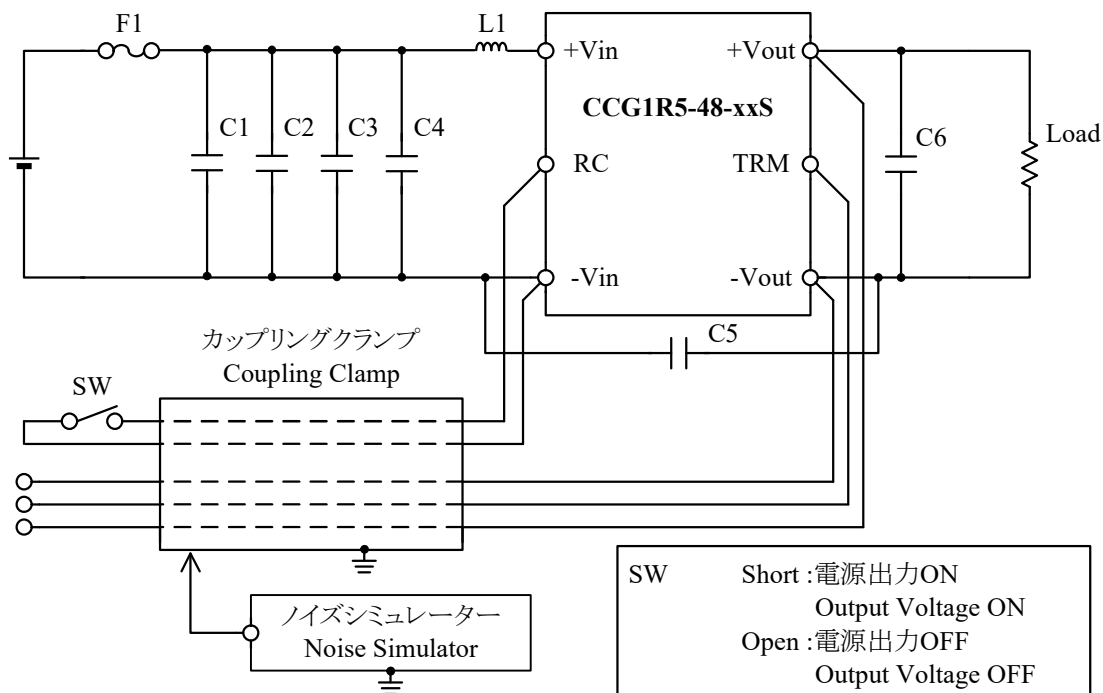 F1
L1
+Vin
+Vout
CCG1R5-48-xxS
C1
C2
C3
C4
C6
Load
RC
TRM
-Vin
-Vout
C5
カップリングクランプ
Coupling Clamp
SW
ノイズシミュレーター
Noise Simulator
SW Short :電源出力ON
Output Voltage ON
Open :電源出力OFF
Output Voltage OFF